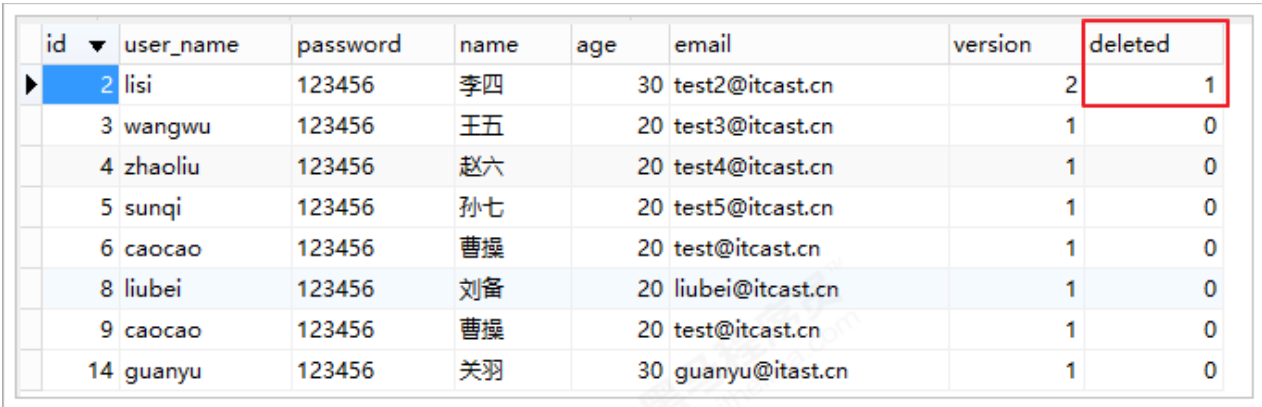 id user_name password name age email version deleted
2 lisi 123456 李四 30 test2@itcast.cn 2 1
3 wangwu 123456 王五 20 test3@itcast.cn 1 0
4 zhaoliu 123456 赵六 20 test4@itcast.cn 1 0
5 sunqi 123456 孙七 20 test5@itcast.cn 1 0
6 caocao 123456 曹操 20 test@itcast.cn 1 0
8 liubei 123456 刘备 20 liubei@itcast.cn 1 0
9 caocao 123456 曹操 20 test@itcast.cn 1 0
14 guanyu 123456 关羽 30 guanyu@itast.cn 1 0